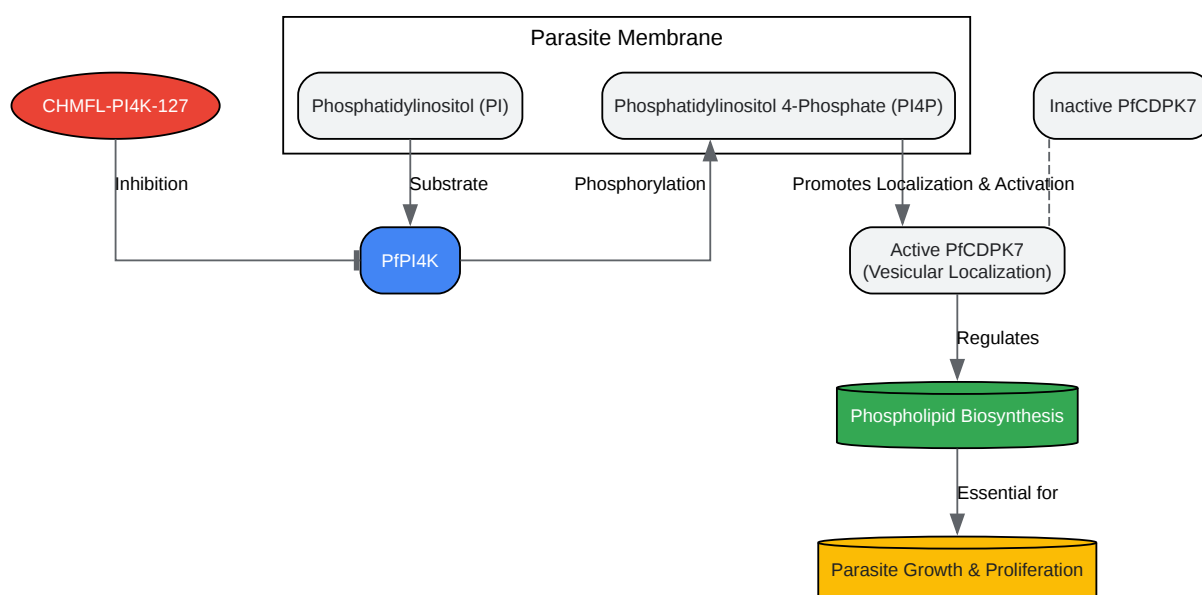 Parasite Membrane
CHMFL-PI4K-127
Phosphatidylinositol (PI)
Phosphatidylinositol 4-Phosphate (PI4P)
Inactive PfCDPK7
Inhibition
Substrate
Phosphorylation
Promotes Localization & Activation
PfPI4K
Active PfCDPK7
(Vesicular Localization)
Regulates
Phospholipid Biosynthesis
Essential for
Parasite Growth & Proliferation